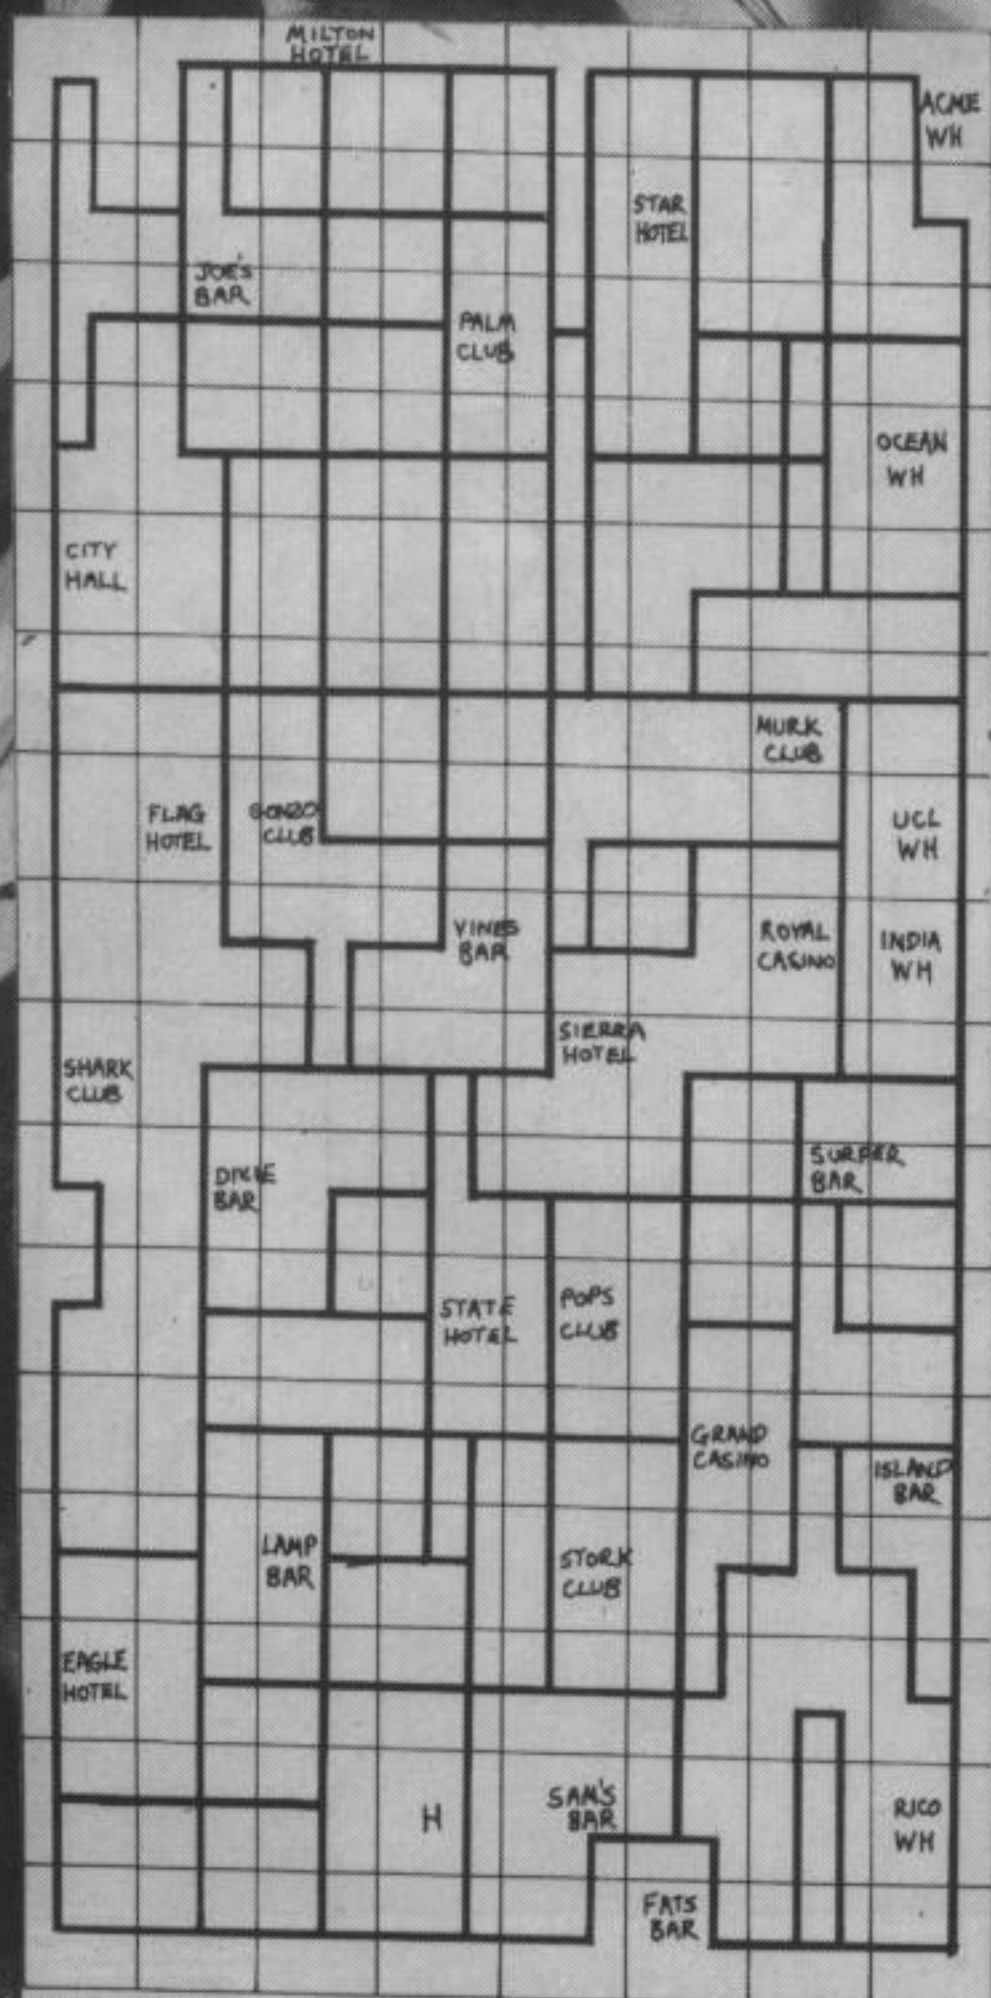 MILTON
HOTEL
ACME
WH
STAR
HOTEL
JOE'S
BAR
PALM
CLUB
OCEAN
WH
CITY
HALL
MURK
CLUB
FLAG
HOTEL
GONZO
CLUB
UCL
WH
VINES
BAR
ROYAL
CASINO
INDIA
WH
SIERRA
HOTEL
SHARK
CLUB
SURFER
BAR
DIXIE
BAR
STATE
HOTEL
POPS
CLUB
GRAND
CASINO
ISLAND
BAR
LAMP
BAR
STORK
CLUB
EAGLE
HOTEL
H
SAM'S
BAR
RICO
WH
FATS
BAR